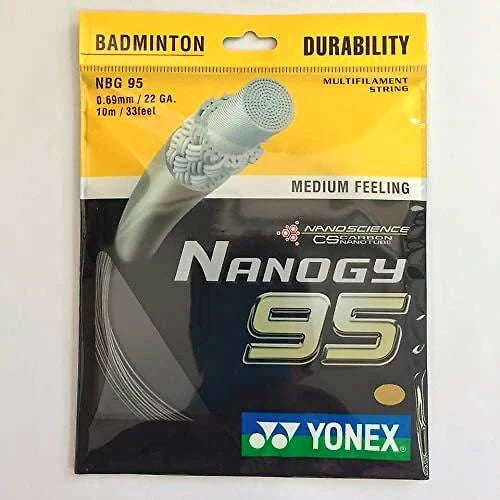 BADMINTON
DURABILITY
NBG 95
0.69mm / 22 GA.
10m / 33feet
MULTIFILAMENT
STRING
MEDIUM FEELING
NANOSCIENCE
CS CARBON
NANOTUBE
NANOGY
95
YONEX